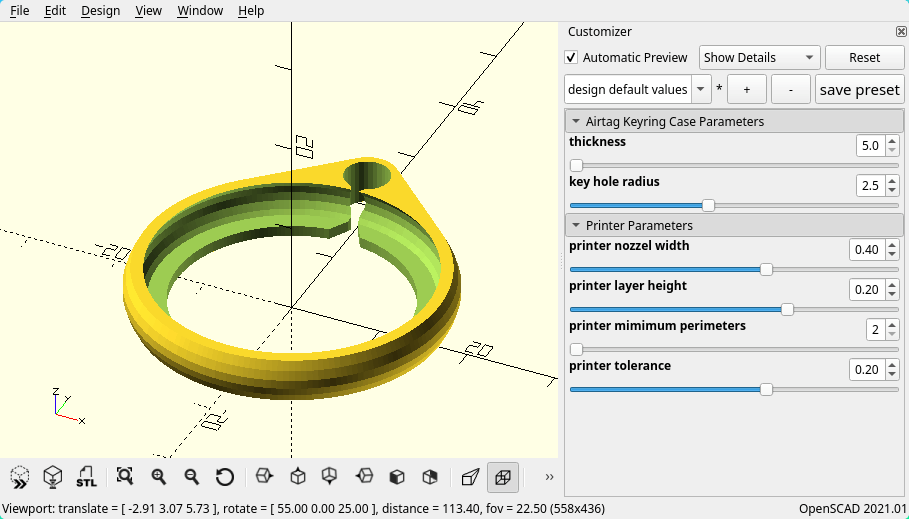 File Edit Design View Window Help
Customizer
Automatic Preview Show Details Reset
design default values * + - save preset
Airtag Keyring Case Parameters
thickness
5.0
key hole radius
2.5
Printer Parameters
printer nozzel width
0.40
printer layer height
0.20
printer mimimum perimeters
2
printer tolerance
0.20
20
20
20
Z
Y
X
STL
»
Viewport: translate = [ -2.91 3.07 5.73 ], rotate = [ 55.00 0.00 25.00 ], distance = 113.40, fov = 22.50 (558x436)
OpenSCAD 2021.01